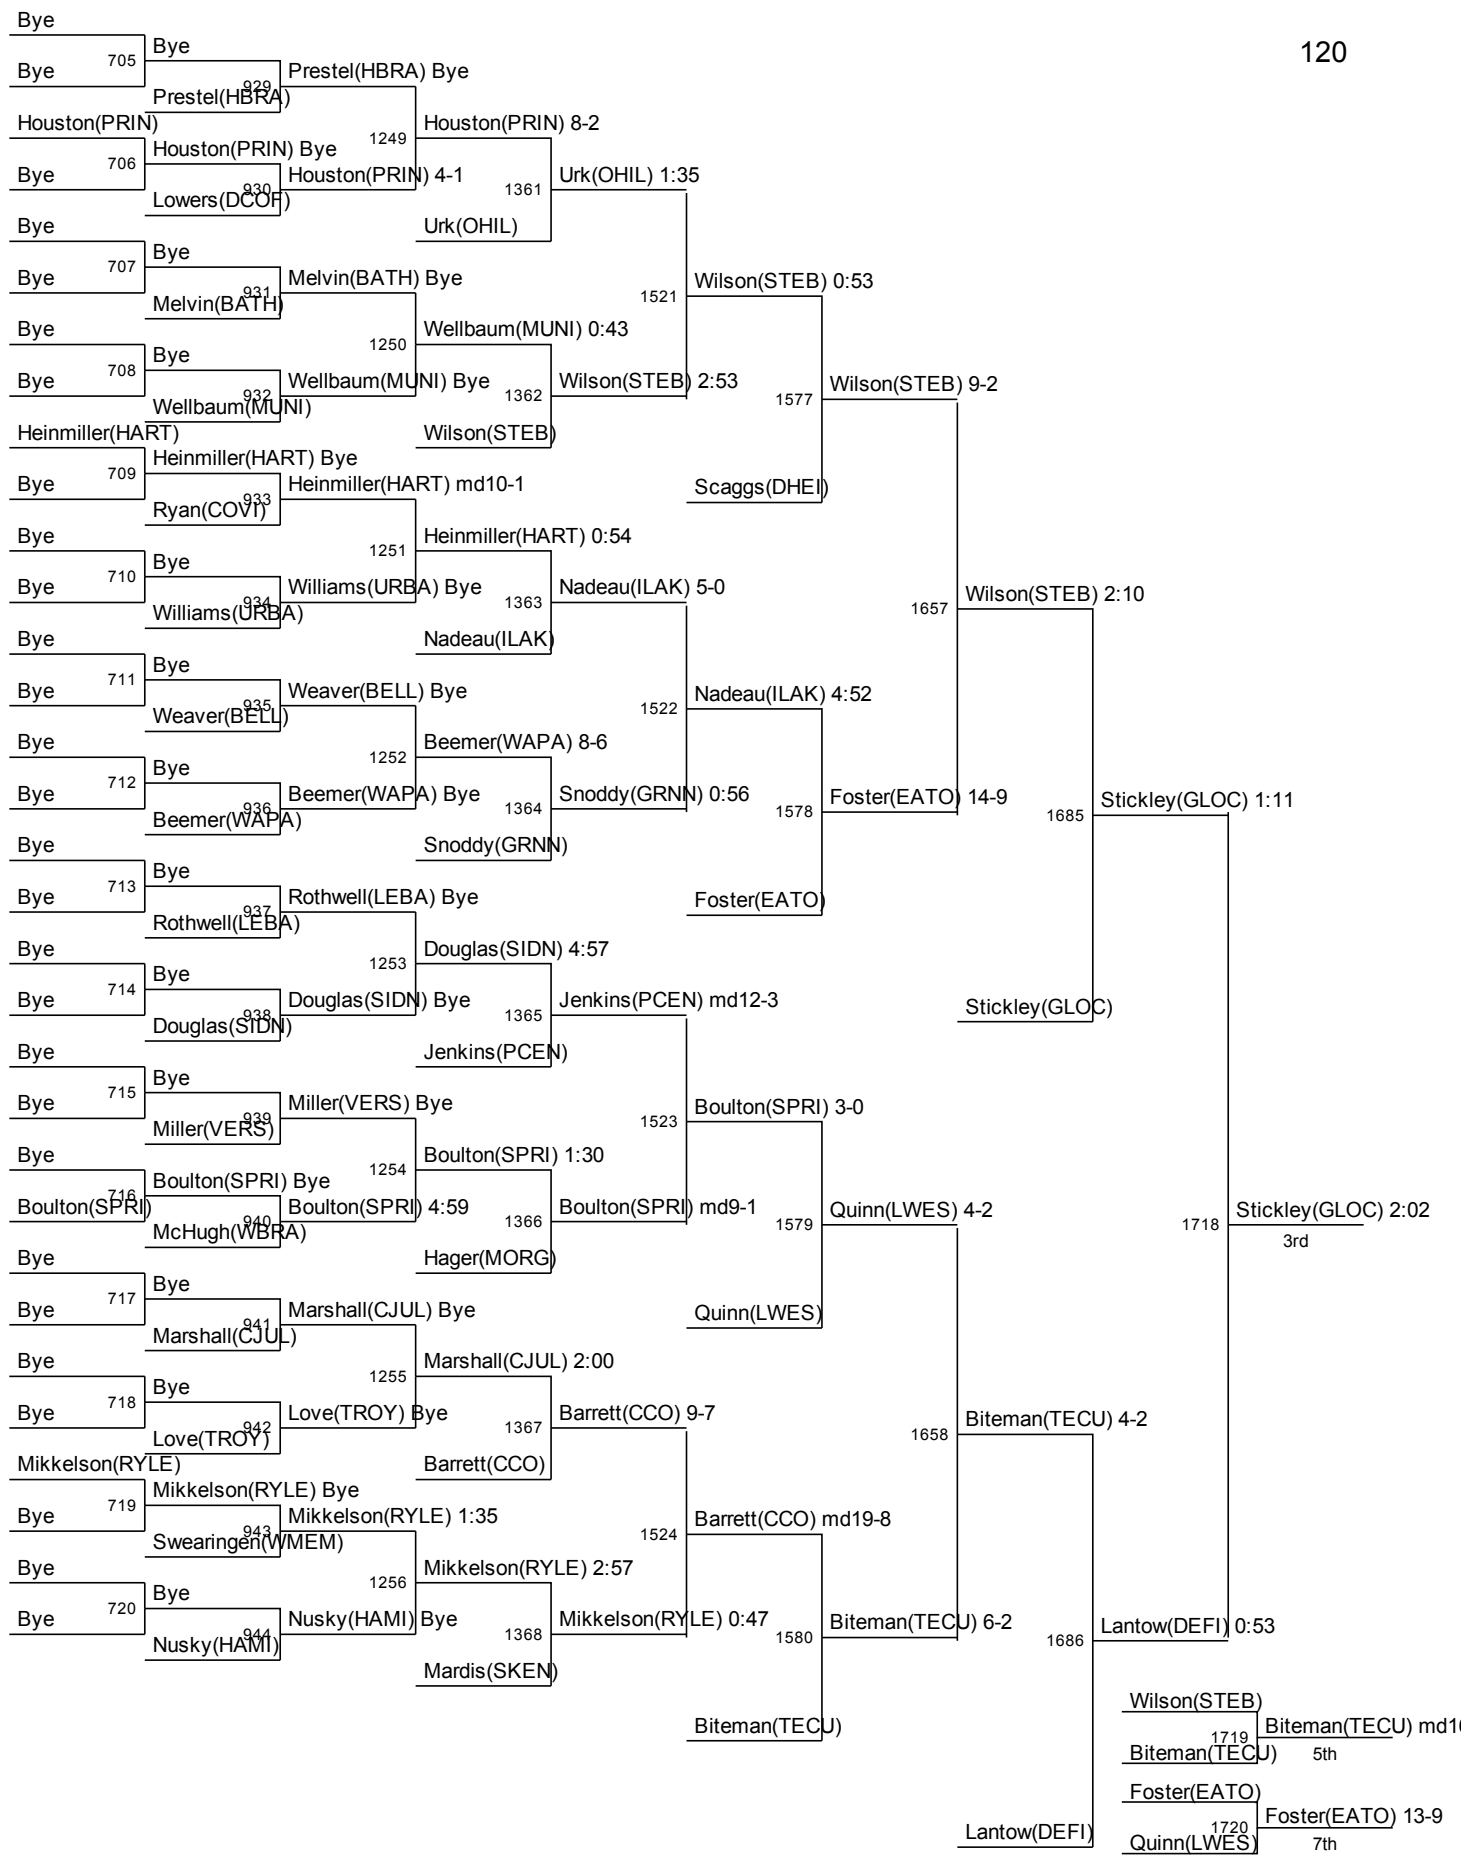 Bye
120
705
Bye
Bye
929
Prestel(HBRA) Bye
Prestel(HBRA)
Houston(PRIN)
1249
Houston(PRIN) 8-2
706
Houston(PRIN) Bye
Bye
930
Houston(PRIN) 4-1
1361
Urk(OHIL) 1:35
Lowers(DCOF)
Bye
Urk(OHIL)
707
Bye
Bye
931
Melvin(BATH) Bye
1521
Wilson(STEB) 0:53
Melvin(BATH)
Bye
1250
Wellbaum(MUNI) 0:43
708
Bye
Bye
932
Wellbaum(MUNI) Bye
1362
Wilson(STEB) 2:53
1577
Wilson(STEB) 9-2
Wellbaum(MUNI)
Heinmiller(HART)
Wilson(STEB)
709
Heinmiller(HART) Bye
Bye
933
Heinmiller(HART) md10-1
Scaggs(DHEI)
Ryan(COVI)
Bye
1251
Heinmiller(HART) 0:54
710
Bye
Bye
934
Williams(URBA) Bye
1363
Nadeau(ILAK) 5-0
1657
Wilson(STEB) 2:10
Williams(URBA)
Bye
Nadeau(ILAK)
711
Bye
Bye
935
Weaver(BELL) Bye
1522
Nadeau(ILAK) 4:52
Weaver(BELL)
Bye
1252
Beemer(WAPA) 8-6
712
Bye
Bye
936
Beemer(WAPA) Bye
1364
Snoddy(GRNN) 0:56
1578
Foster(EATO) 14-9
1685
Stickley(GLOC) 1:11
Beemer(WAPA)
Bye
Snoddy(GRNN)
713
Bye
Bye
937
Rothwell(LEBA) Bye
Foster(EATO)
Rothwell(LEBA)
Bye
1253
Douglas(SIDN) 4:57
714
Bye
Bye
938
Douglas(SIDN) Bye
1365
Jenkins(PCEN) md12-3
Stickley(GLOC)
Douglas(SIDN)
Bye
Jenkins(PCEN)
715
Bye
Bye
939
Miller(VERS) Bye
1523
Boulton(SPRI) 3-0
Miller(VERS)
Bye
1254
Boulton(SPRI) 1:30
716
Boulton(SPRI) Bye
Boulton(SPRI)
940
Boulton(SPRI) 4:59
1366
Boulton(SPRI) md9-1
1579
Quinn(LWES) 4-2
1718
Stickley(GLOC) 2:02
3rd
McHugh(WBRA)
Bye
Hager(MORG)
717
Bye
Bye
941
Marshall(CJUL) Bye
Quinn(LWES)
Marshall(CJUL)
Bye
1255
Marshall(CJUL) 2:00
718
Bye
Bye
942
Love(TROY) Bye
1367
Barrett(CCO) 9-7
1658
Biteman(TECU) 4-2
Love(TROY)
Mikkelson(RYLE)
Barrett(CCO)
719
Mikkelson(RYLE) Bye
Bye
943
Mikkelson(RYLE) 1:35
1524
Barrett(CCO) md19-8
Swearingen(WMEM)
Bye
1256
Mikkelson(RYLE) 2:57
720
Bye
Bye
944
Nusky(HAMI) Bye
1368
Mikkelson(RYLE) 0:47
1580
Biteman(TECU) 6-2
1686
Lantow(DEFI) 0:53
Nusky(HAMI)
Mardis(SKEN)
Wilson(STEB)
Biteman(TECU)
1719
Biteman(TECU)
Biteman(TECU)
5th
Foster(EATO)
Lantow(DEFI)
1720
Foster(EATO) 13-9
Quinn(LWES)
7th